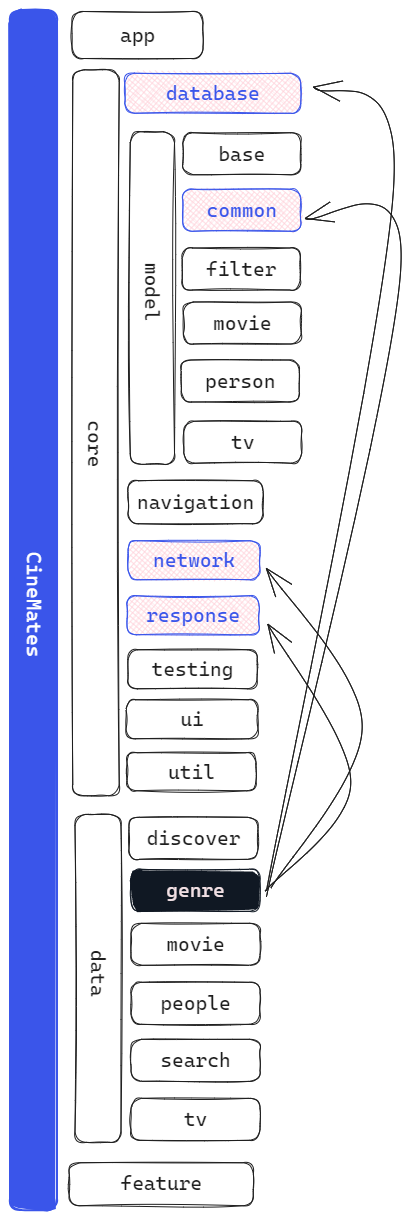 CineMates
app
core
database
model
base
common
filter
movie
person
tv
navigation
network
response
testing
ui
util
data
discover
genre
movie
people
search
tv
feature